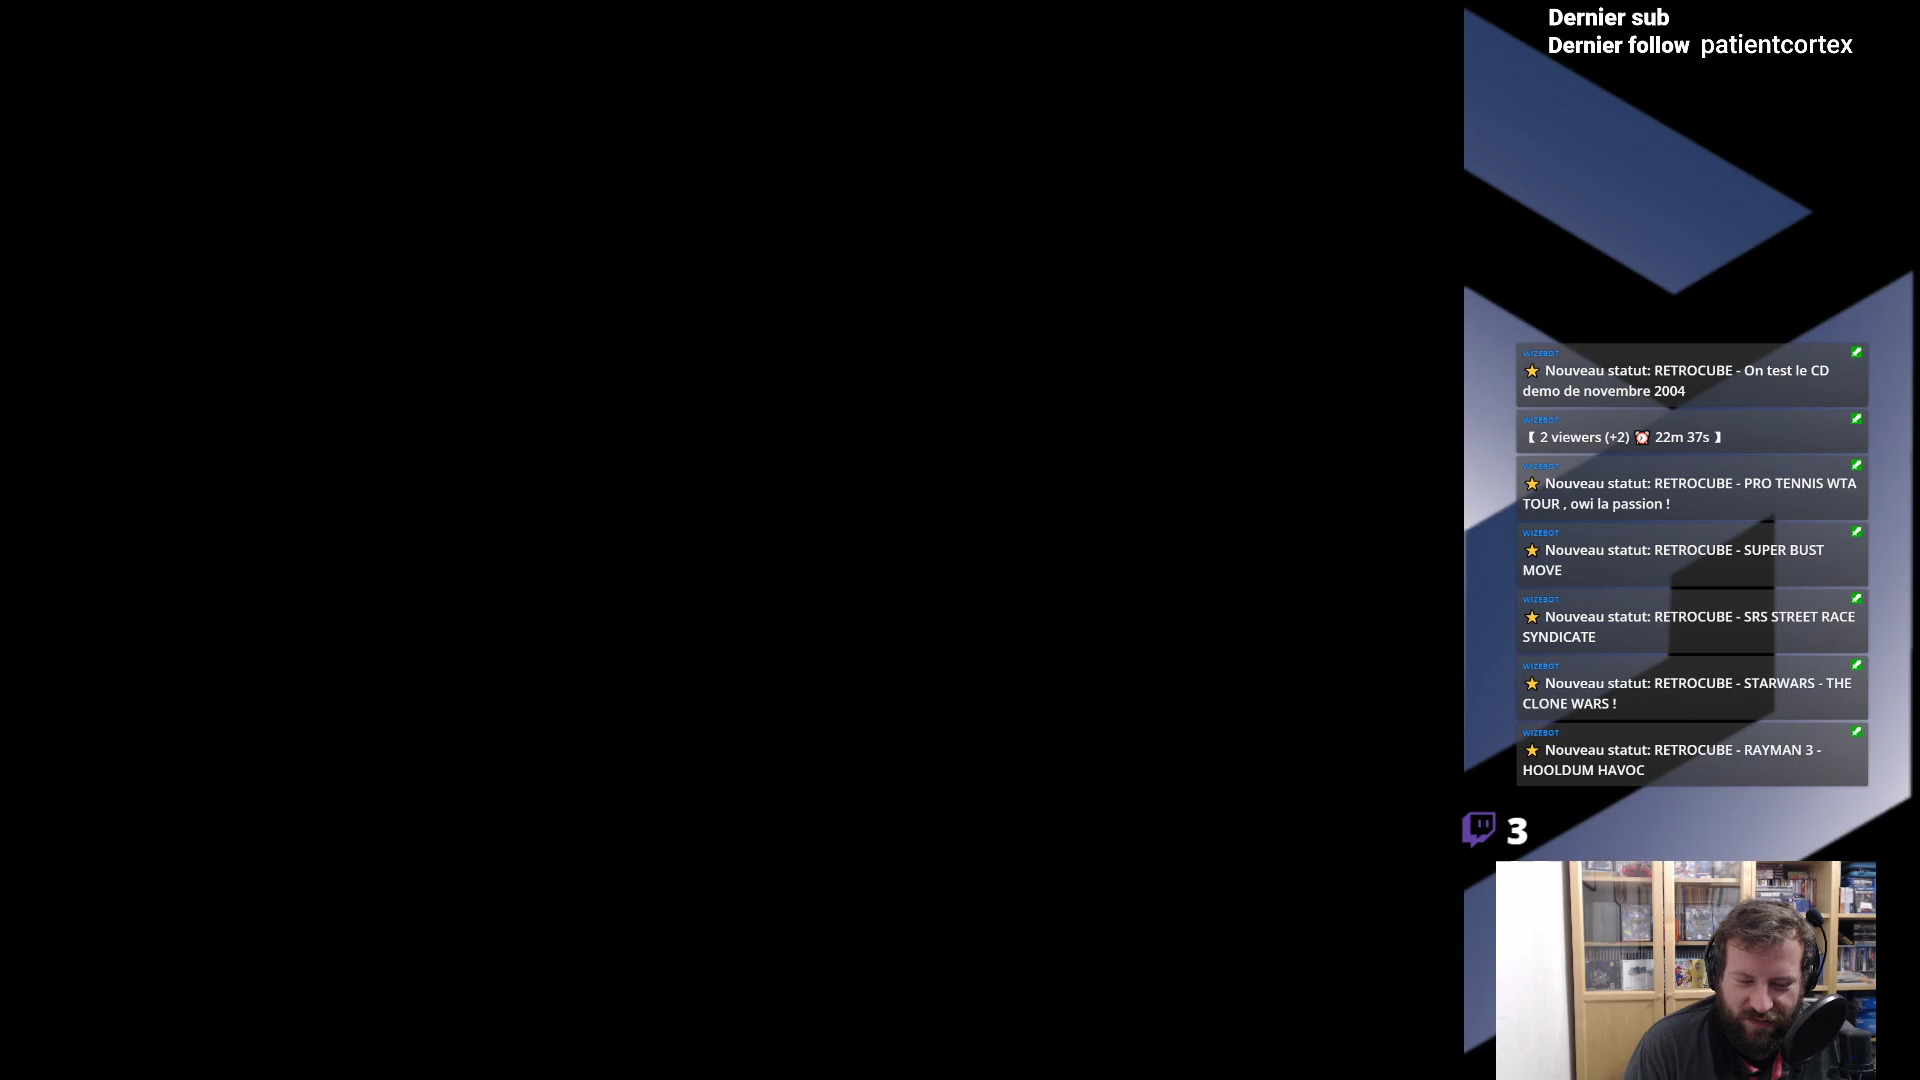 Dernier sub
Dernier follow patientcortex
WIZEBOT
⭐ Nouveau statut: RETROCUBE - On test le CD
demo de novembre 2004
WIZEBOT
【 2 viewers (+2) ⏰ 22m 37s 】
WIZEBOT
⭐ Nouveau statut: RETROCUBE - PRO TENNIS WTA
TOUR , owi la passion !
WIZEBOT
⭐ Nouveau statut: RETROCUBE - SUPER BUST
MOVE
WIZEBOT
⭐ Nouveau statut: RETROCUBE - SRS STREET RACE
SYNDICATE
WIZEBOT
⭐ Nouveau statut: RETROCUBE - STARWARS - THE
CLONE WARS !
WIZEBOT
⭐ Nouveau statut: RETROCUBE - RAYMAN 3 -
HOOLDUM HAVOC
3